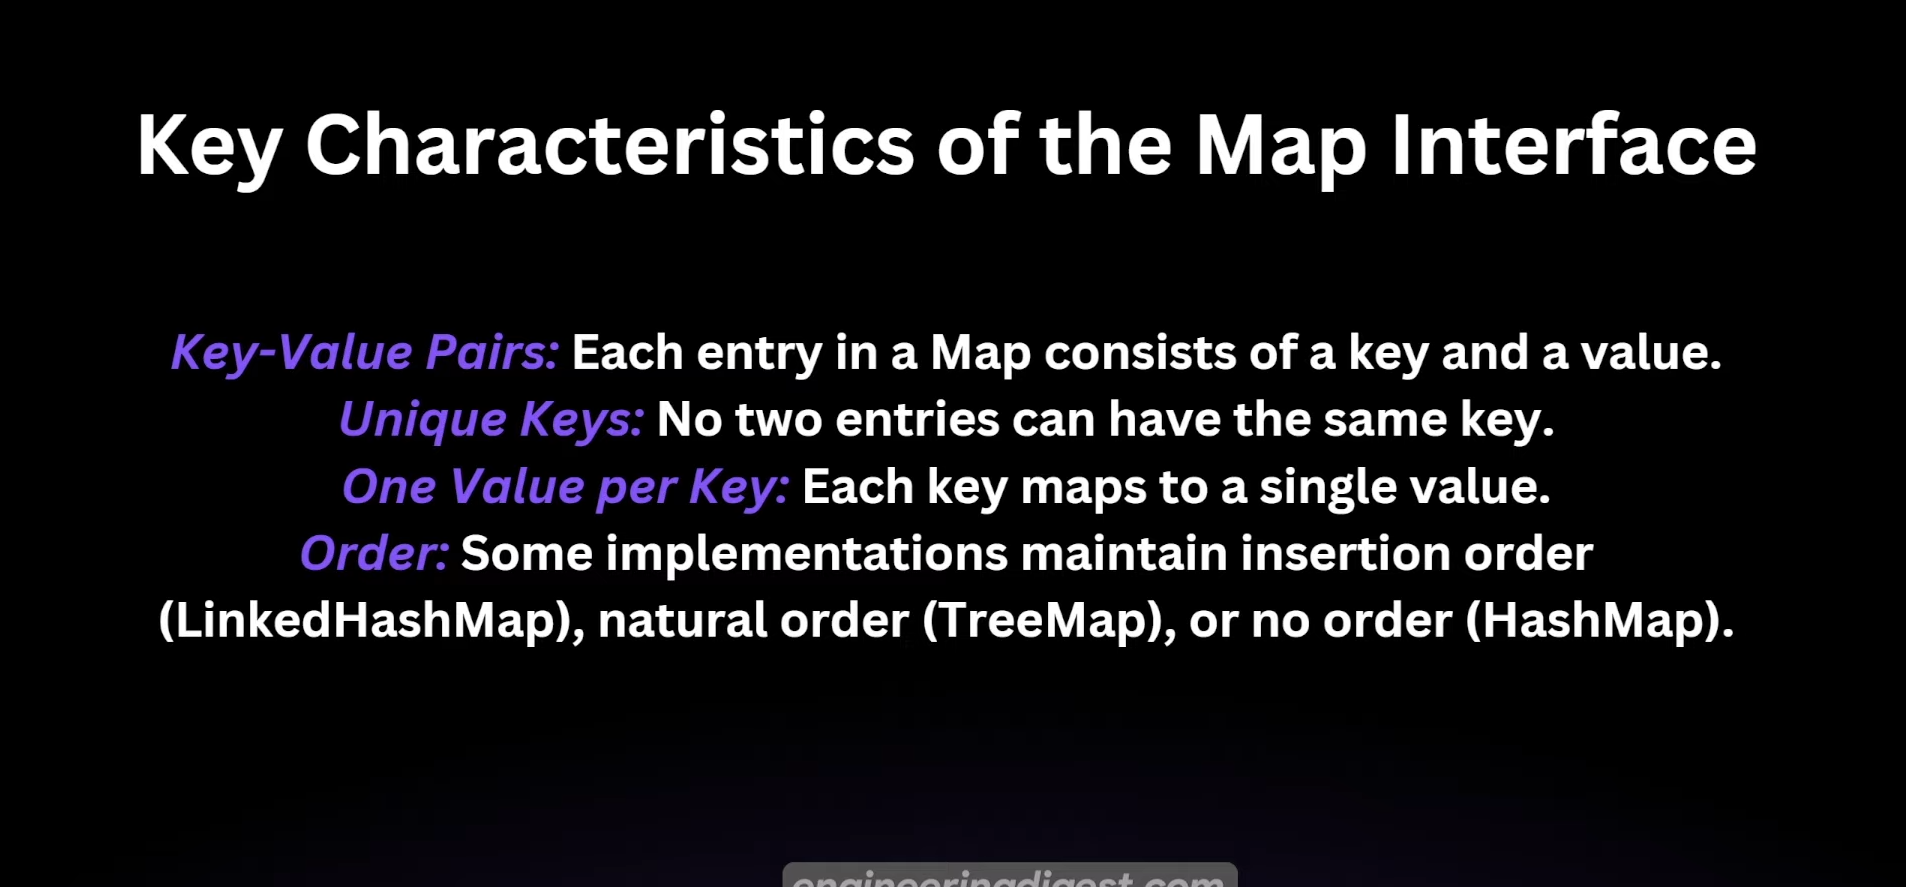 Key Characteristics of the Map Interface
Key-Value Pairs: Each entry in a Map consists of a key and a value.
Unique Keys: No two entries can have the same key.
One Value per Key: Each key maps to a single value.
Order: Some implementations maintain insertion order
(LinkedHashMap), natural order (TreeMap), or no order (HashMap).
engineeringdigest.com